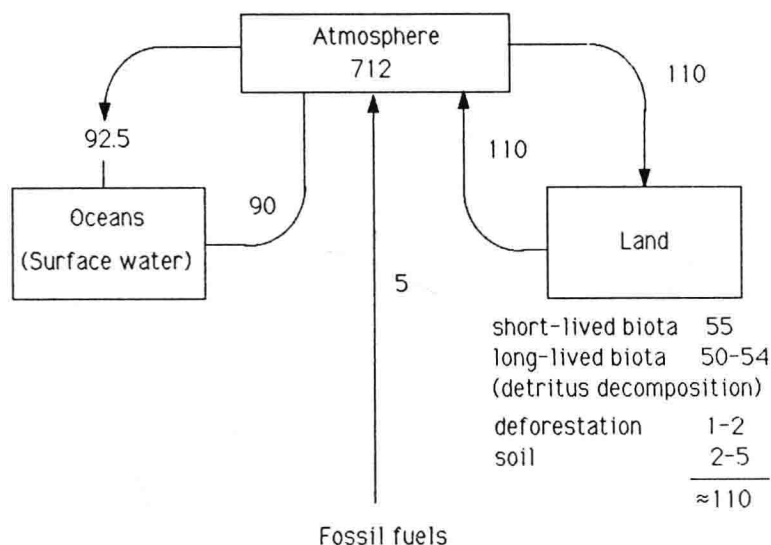 Atmosphere
712
110
92.5
110
Oceans
(Surface water)
90
Land
5
short-lived biota 55
long-lived biota 50-54
(detritus decomposition)
deforestation 1-2
soil 2-5
≈110
Fossil fuels